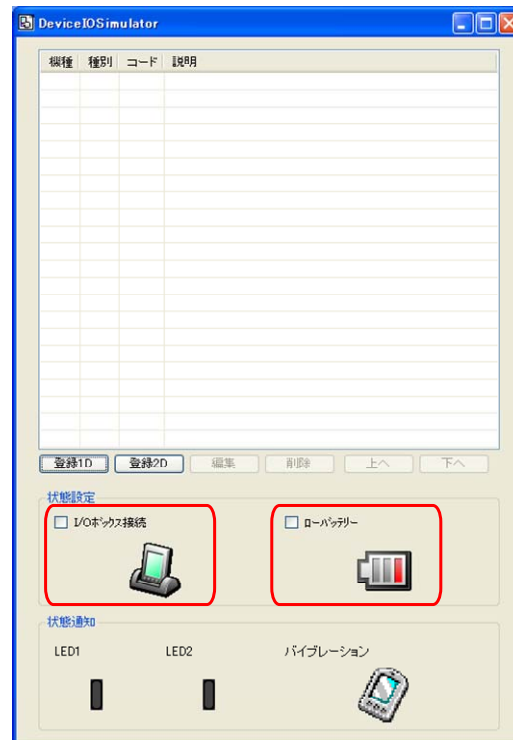 DeviceIOSimulator
機種 種別 コード 説明
登録1D 登録2D 編集 削除 上へ 下へ
状態設定
I/Oボックス接続 ローバッテリー
状態通知
LED1 LED2 バイブレーション